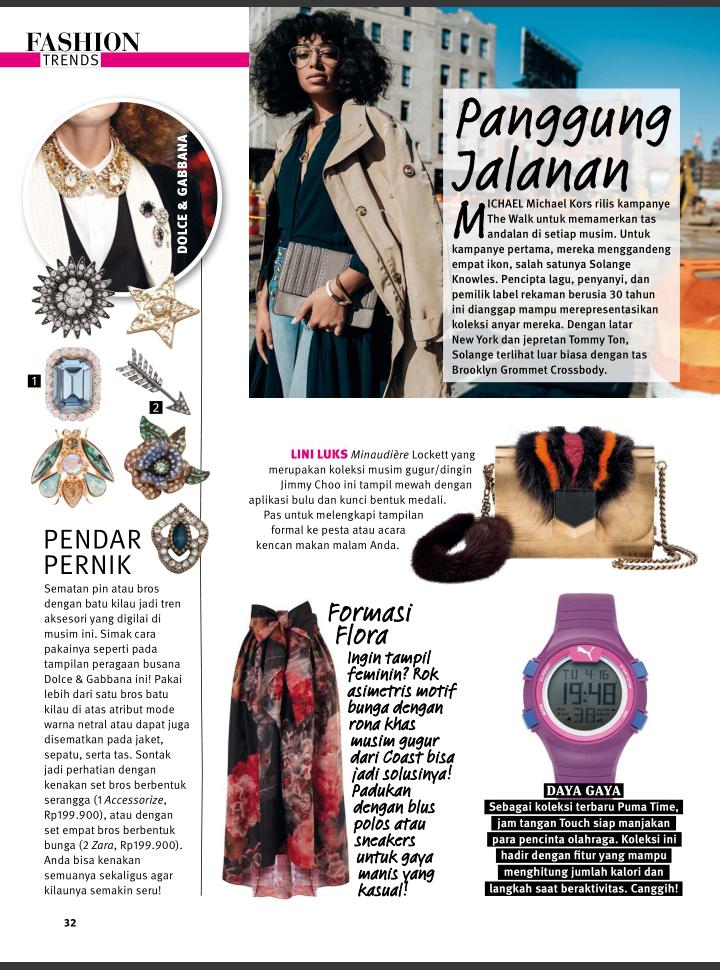 FASHION
TRENDS
DOLCE & GABBANA
1
2
PENDAR
PERNIK
Sematan pin atau bros
dengan batu kilau jadi tren
aksesori yang digilai di
musim ini. Simak cara
pakainya seperti pada
tampilan peragaan busana
Dolce & Gabbana ini! Pakai
lebih dari satu bros batu
kilau di atas atribut mode
warna netral atau dapat juga
disematkan pada jaket,
sepatu, serta tas. Sontak
jadi perhatian dengan
kenakan set bros berbentuk
serangga (1 Accessorize,
Rp199.900), atau dengan
set empat bros berbentuk
bunga (2 Zara, Rp199.900).
Anda bisa kenakan
semuanya sekaligus agar
kilaunya semakin seru!
Panggung
Jalanan
MICHAEL Michael Kors rilis kampanye
The Walk untuk memamerkan tas
andalan di setiap musim. Untuk
kampanye pertama, mereka menggandeng
empat ikon, salah satunya Solange
Knowles. Pencipta lagu, penyanyi, dan
pemilik label rekaman berusia 30 tahun
ini dianggap mampu merepresentasikan
koleksi anyar mereka. Dengan latar
New York dan jepretan Tommy Ton,
Solange terlihat luar biasa dengan tas
Brooklyn Grommet Crossbody.
LINI LUKS Minaudière Lockett yang
merupakan koleksi musim gugur/dingin
Jimmy Choo ini tampil mewah dengan
aplikasi bulu dan kunci bentuk medali.
Pas untuk melengkapi tampilan
formal ke pesta atau acara
kencan makan malam Anda.
Formasi
Flora
Ingin tampil
feminin? Rok
asimetris motif
bunga dengan
rona khas
musim gugur
dari Coast bisa
jadi solusinya!
Padukan
dengan blus
polos atau
sneakers
untuk gaya
manis yang
kasual!
TU 4 16
19:48
38
DAYA GAYA
Sebagai koleksi terbaru Puma Time,
jam tangan Touch siap manjakan
para pencinta olahraga. Koleksi ini
hadir dengan fitur yang mampu
menghitung jumlah kalori dan
langkah saat beraktivitas. Canggih!
32